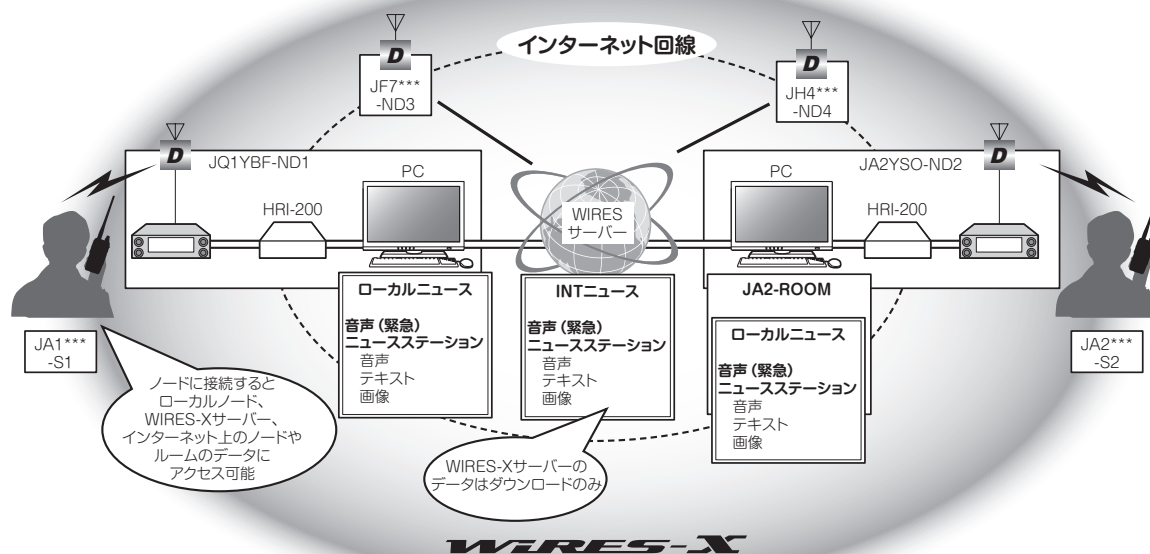 インターネット回線
D
JF7***
-ND3
D
JH4***
-ND4
D
JQ1YBF-ND1
PC
HRI-200
WIRES
サーバー
JA2YSO-ND2
D
PC
HRI-200
JA1***
-S1
JA2***
-S2
ローカルニュース
音声（緊急）
ニュースステーション
音声
テキスト
画像
INTニュース
音声（緊急）
ニュースステーション
音声
テキスト
画像
JA2-ROOM
ローカルニュース
音声（緊急）
ニュースステーション
音声
テキスト
画像
ノードに接続すると
ローカルノード、
WIRES-Xサーバー、
インターネット上のノードや
ルームのデータに
アクセス可能
WIRES-Xサーバーの
データはダウンロードのみ
WiRES-X